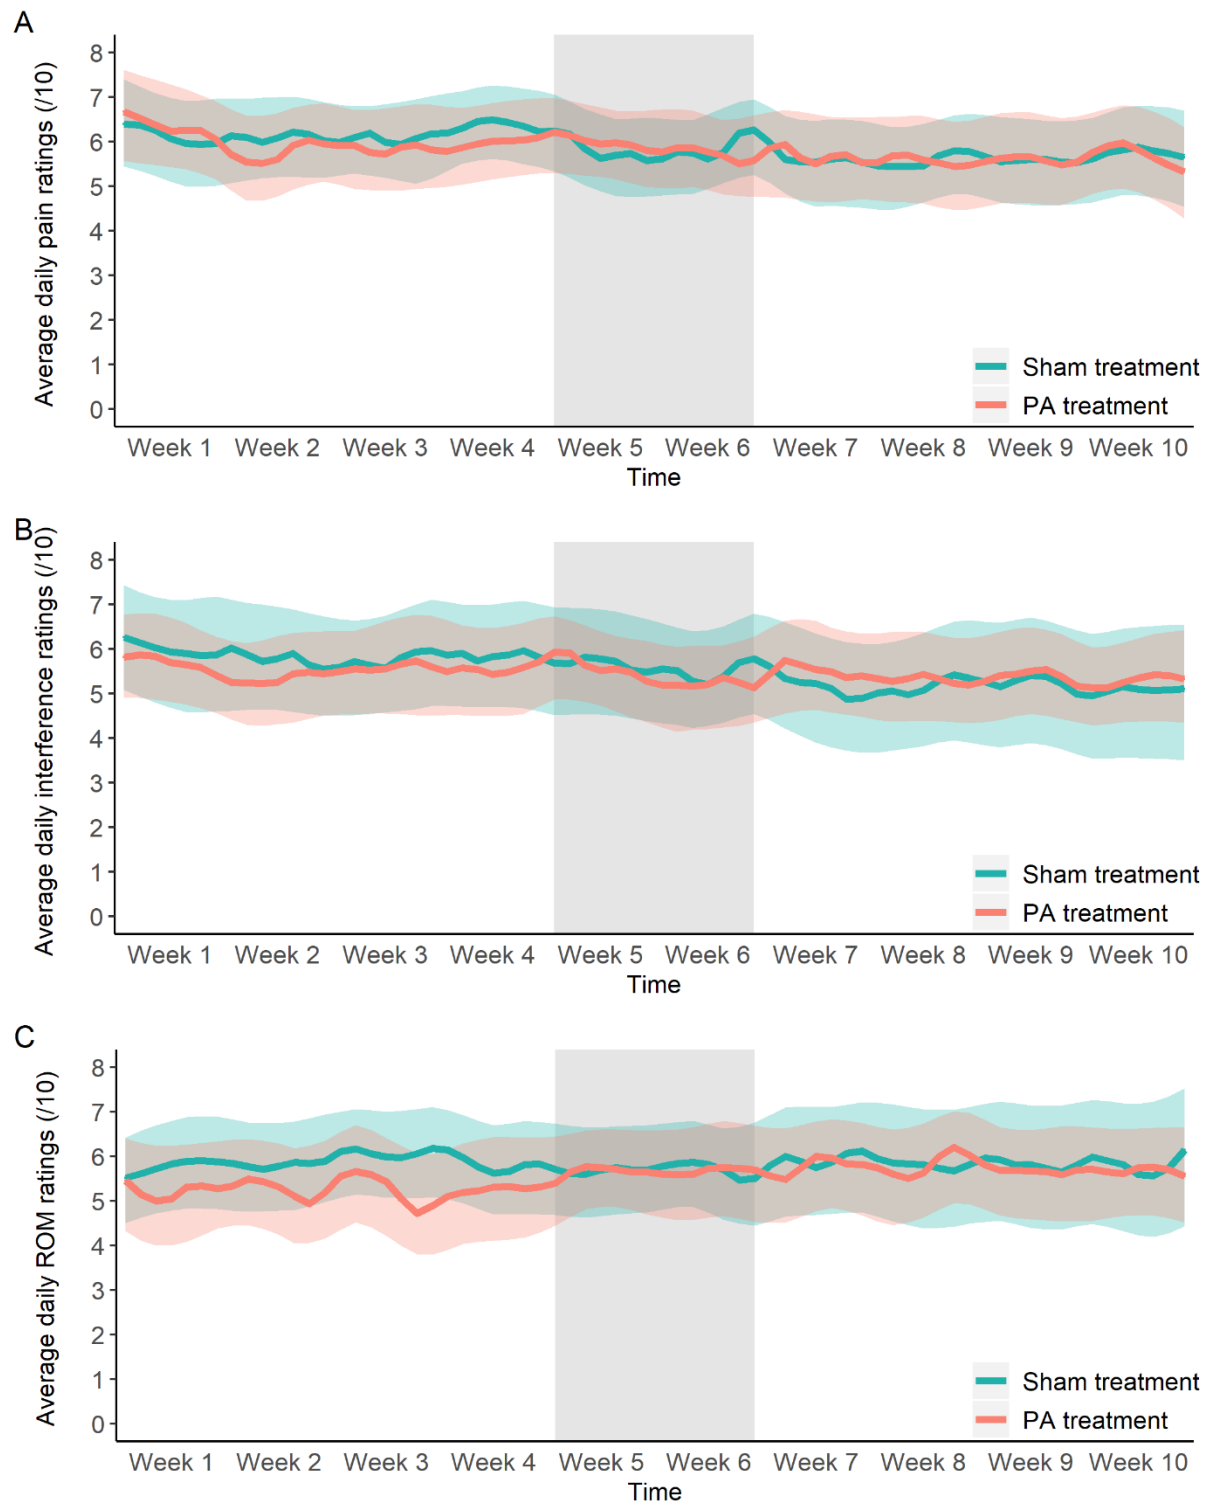 A
Average daily pain ratings (/10)
8
7
6
5
4
3
2
1
0
Sham treatment
PA treatment
Week 1 Week 2 Week 3 Week 4 Week 5 Week 6 Week 7 Week 8 Week 9 Week 10
Time
B
Average daily interference ratings (/10)
8
7
6
5
4
3
2
1
0
Sham treatment
PA treatment
Week 1 Week 2 Week 3 Week 4 Week 5 Week 6 Week 7 Week 8 Week 9 Week 10
Time
C
Average daily ROM ratings (/10)
8
7
6
5
4
3
2
1
0
Sham treatment
PA treatment
Week 1 Week 2 Week 3 Week 4 Week 5 Week 6 Week 7 Week 8 Week 9 Week 10
Time